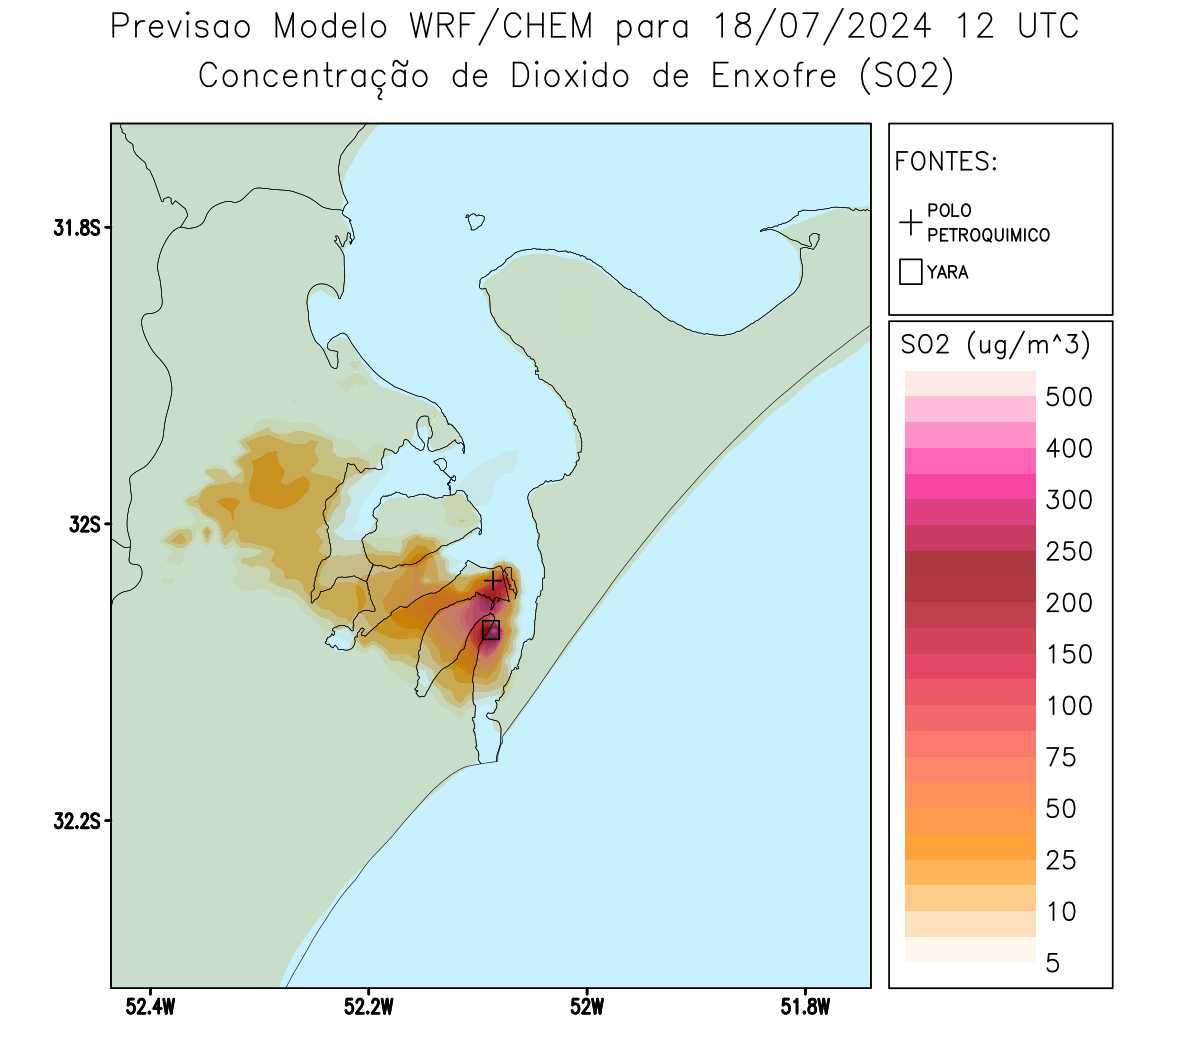 Previsao Modelo WRF/CHEM para 18/07/2024 12 UTC
Concentração de Dioxido de Enxofre (SO2)
FONTES:
POLO
PETROQUIMICO
YARA
SO2 (ug/m^3)
500
400
300
250
200
150
100
75
50
25
10
5
31.8S
32S
32.2S
52.4W
52.2W
52W
51.8W